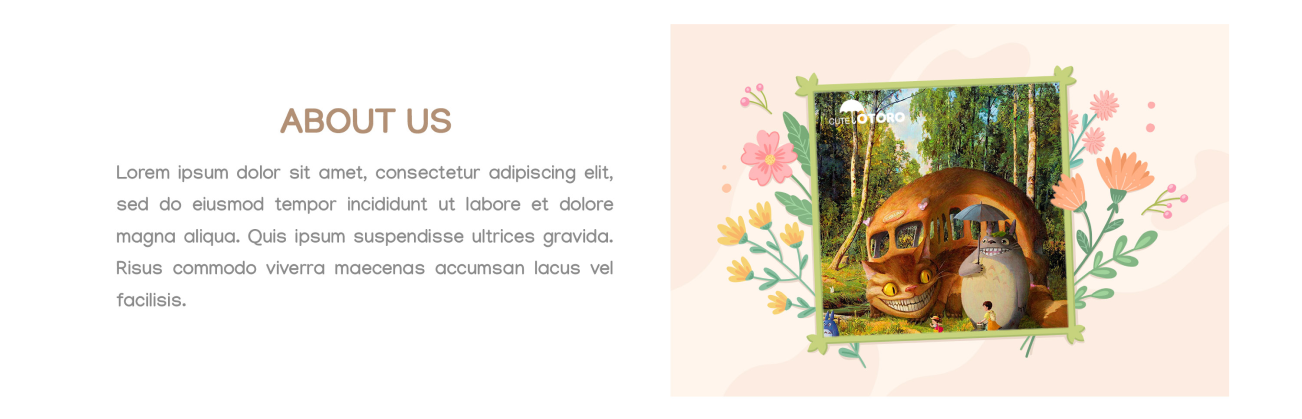 ABOUT US
Lorem ipsum dolor sit amet, consectetur adipiscing elit,
sed do eiusmod tempor incididunt ut labore et dolore
magna aliqua. Quis ipsum suspendisse ultrices gravida.
Risus commodo viverra maecenas accumsan lacus vel
facilisis.
CUTE OTORO